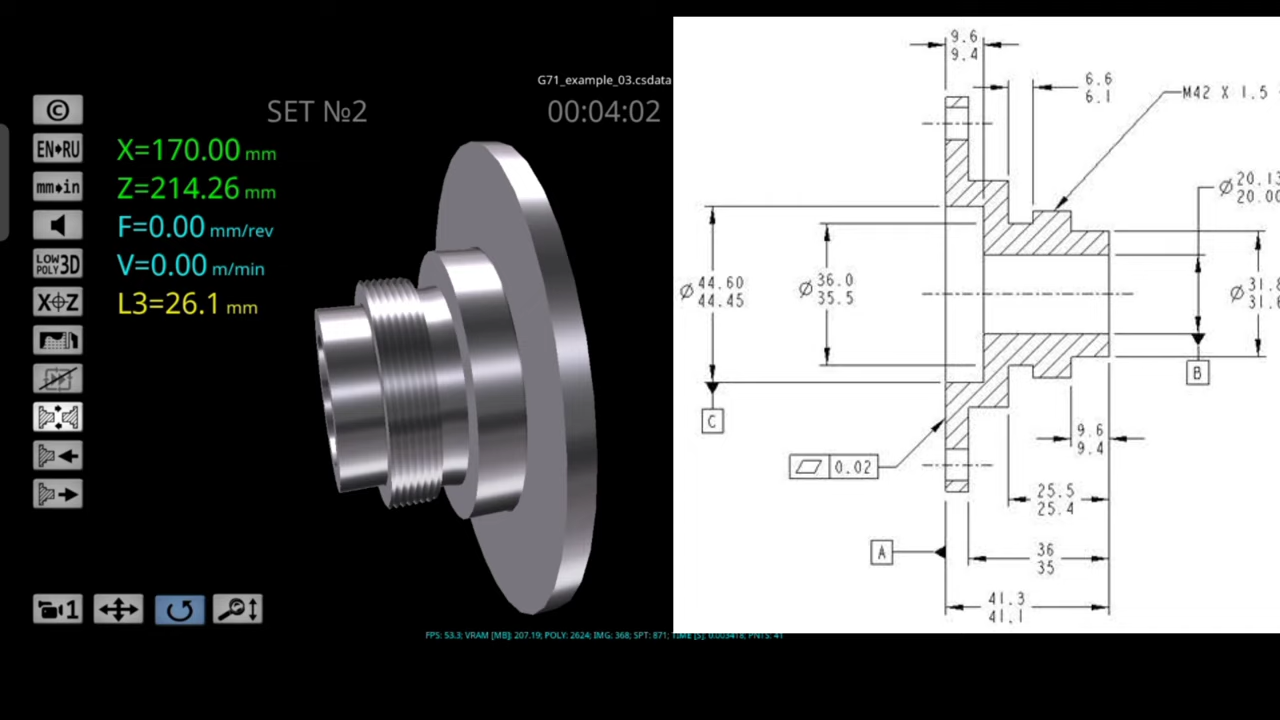 G71_example_03.csdata
SET №2
00:04:02
©
EN•RU
X=170.00 mm
mm•in
Z=214.26 mm
F=0.00 mm/rev
LOW POLY 3D
V=0.00 m/min
X Z
L3=26.1 mm
1
9.6
9.4
6.6
6.1
M42 X 1.5
⌀ 44.60
44.45
⌀ 36.0
35.5
C
B
0.02
9.6
9.4
25.5
25.4
A
36
35
41.3
41.1